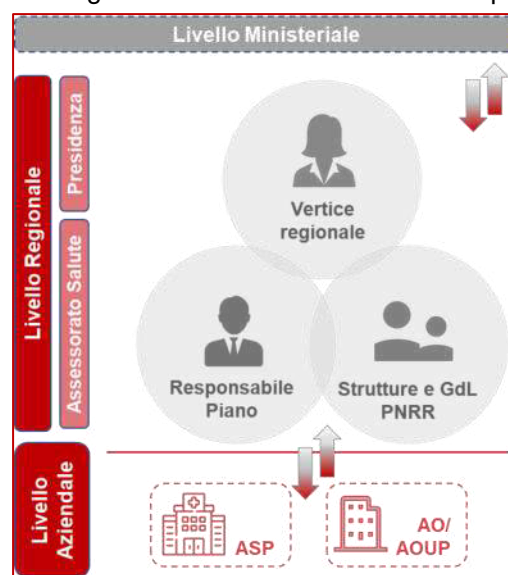 Livello Ministeriale
Livello Regionale
Presidenza
Assessorato Salute
Vertice
regionale
Responsabile
Piano
Strutture e GdL
PNRR
Livello
Aziendale
ASP
AO/
AOUP